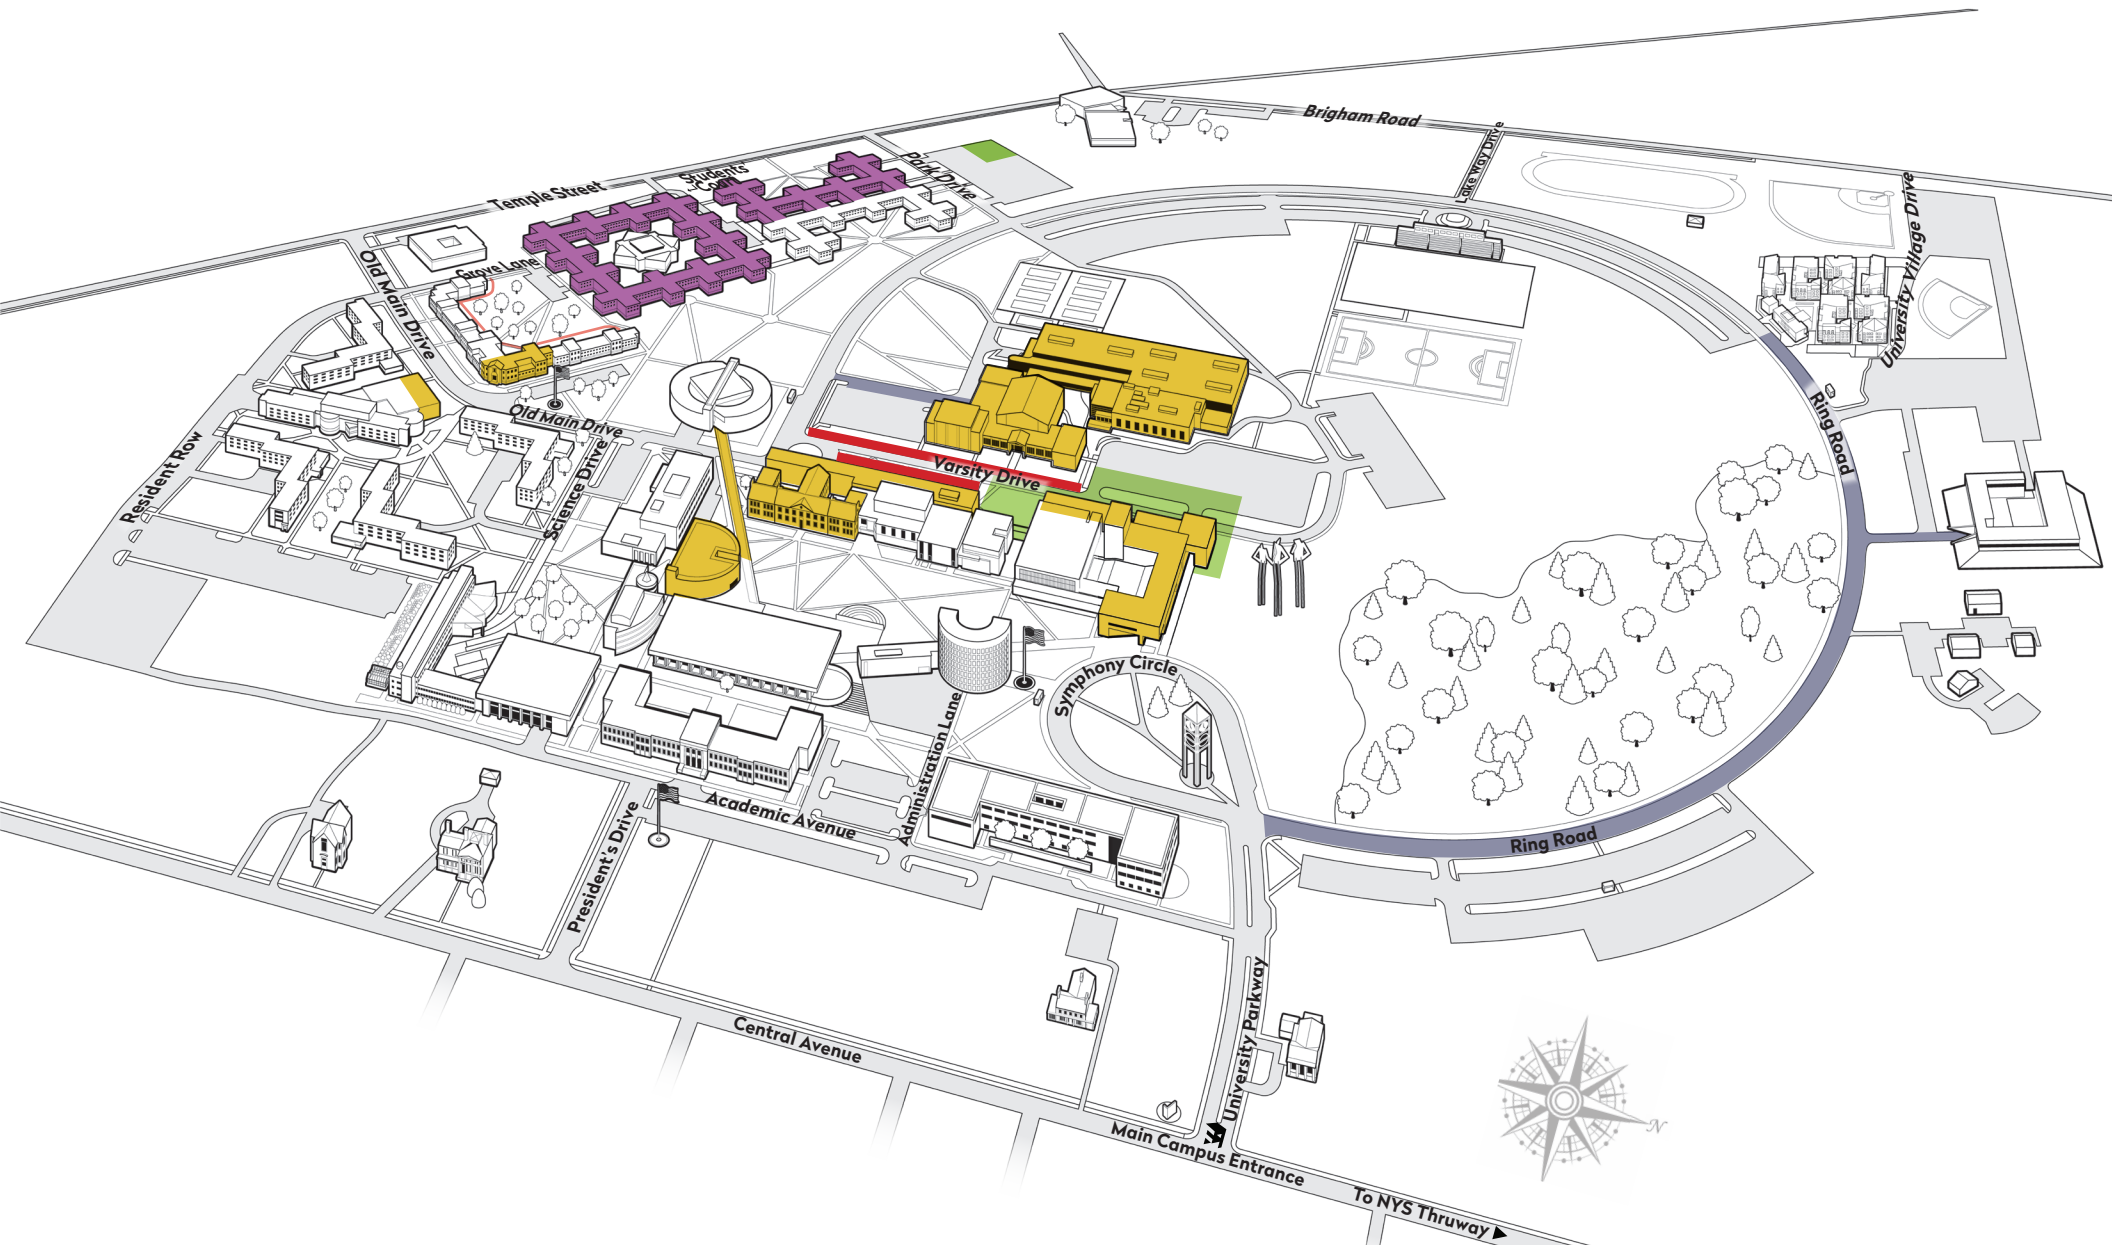 Brigham Road
Lake Way Drive
Park Drive
Students'
Court
Temple Street
University Village Drive
Grove Lane
Old Main Drive
Ring Road
Old Main Drive
Resident Row
Science Drive
Varsity Drive
Symphony Circle
Administration Lane
Academic Avenue
Ring Road
President's Drive
University Parkway
Central Avenue
N
Main Campus Entrance
To NYS Thruway